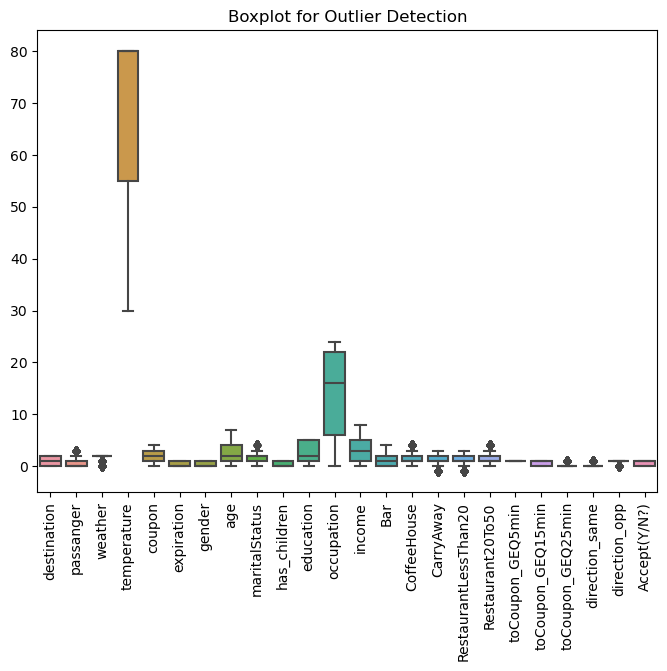 Boxplot for Outlier Detection
80
70
60
50
40
30
20
10
0
destination
passanger
weather
temperature
coupon
expiration
gender
age
maritalStatus
has_children
education
occupation
income
Bar
CoffeeHouse
CarryAway
RestaurantLessThan20
Restaurant20To50
toCoupon_GEQ5min
toCoupon_GEQ15min
toCoupon_GEQ25min
direction_same
direction_opp
Accept(Y/N?)